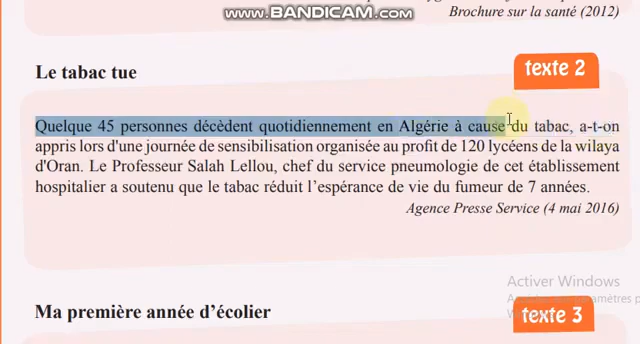 www.BANDICAM.com
Brochure sur la santé (2012)
Le tabac tue
texte 2
Quelque 45 personnes décèdent quotidiennement en Algérie à cause du tabac, a-t-on
appris lors d'une journée de sensibilisation organisée au profit de 120 lycéens de la wilaya
d'Oran. Le Professeur Salah Lellou, chef du service pneumologie de cet établissement
hospitalier a soutenu que le tabac réduit l'espérance de vie du fumeur de 7 années.
Agence Presse Service (4 mai 2016)
Activer Windows
Ma première année d'écolier
texte 3